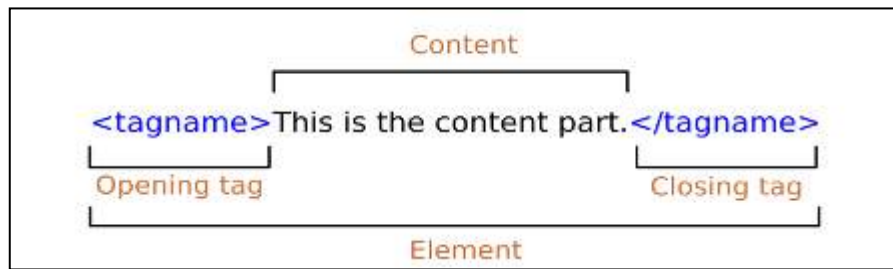 Content
<tagname>This is the content part.</tagname>
Opening tag Closing tag
Element